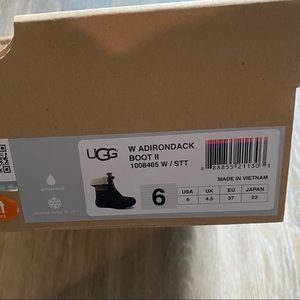 UGG
W ADIRONDACK
BOOT II
1008465 W / STT
MADE IN VIETNAM
6
USA UK EU JAPAN
6 4.5 37 23